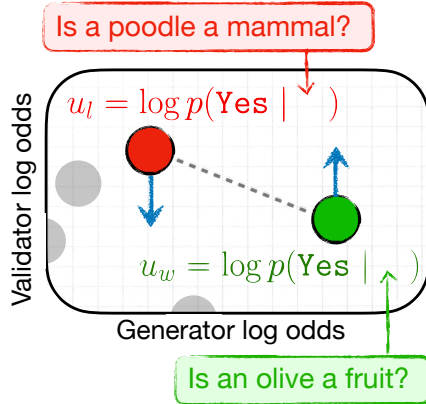 Is a poodle a mammal?
u_l = log p(Yes | )
Validator log odds
u_w = log p(Yes | )
Generator log odds
Is an olive a fruit?